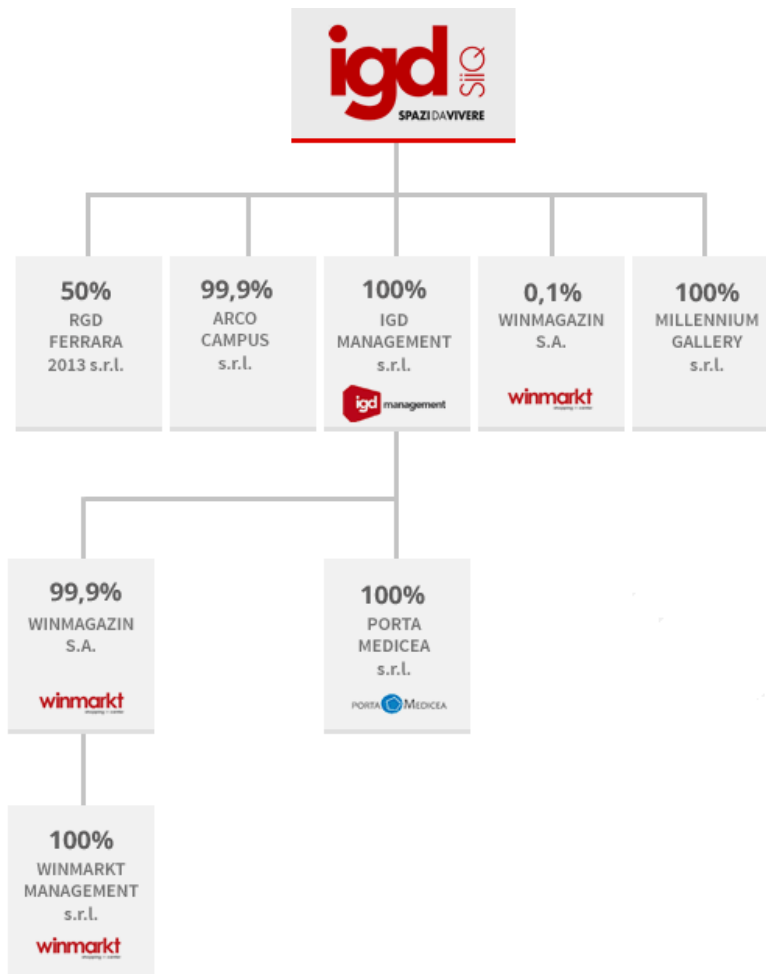 igd SiiQ
SPAZI DA VIVERE
50%
RGD
FERRARA
2013 s.r.l.
99,9%
ARCO
CAMPUS
s.r.l.
100%
IGD
MANAGEMENT
s.r.l.
igd management
0,1%
WINMAGAZIN
S.A.
winmarkt
100%
MILLENNIUM
GALLERY
s.r.l.
99,9%
WINMAGAZIN
S.A.
winmarkt
100%
PORTA
MEDICEA
s.r.l.
PORTA MEDICEA
100%
WINMARKT
MANAGEMENT
s.r.l.
winmarkt